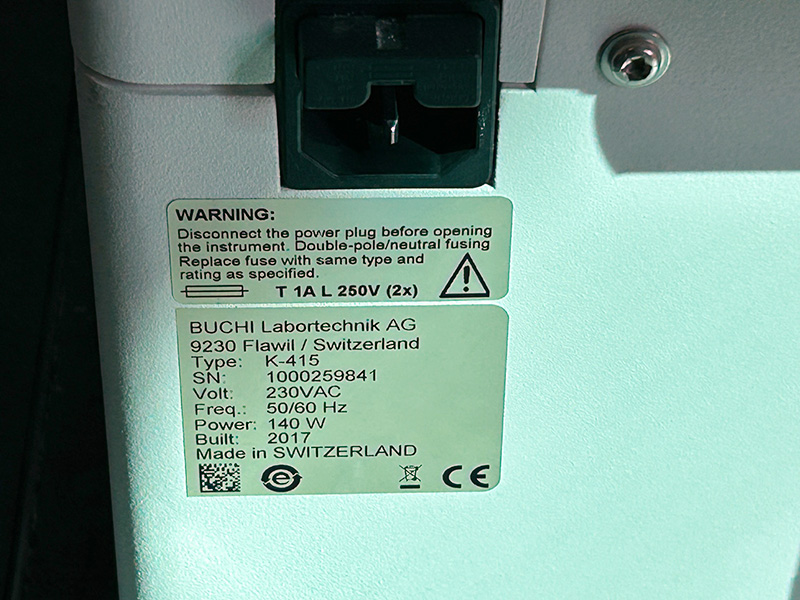 WARNING:
Disconnect the power plug before opening
the instrument. Double-pole/neutral fusing
Replace fuse with same type and
rating as specified.
T 1A L 250V (2x)
BUCHI Labortechnik AG
9230 Flawil / Switzerland
Type: K-415
SN: 1000259841
Volt: 230VAC
Freq.: 50/60 Hz
Power: 140 W
Built: 2017
Made in SWITZERLAND
e CE